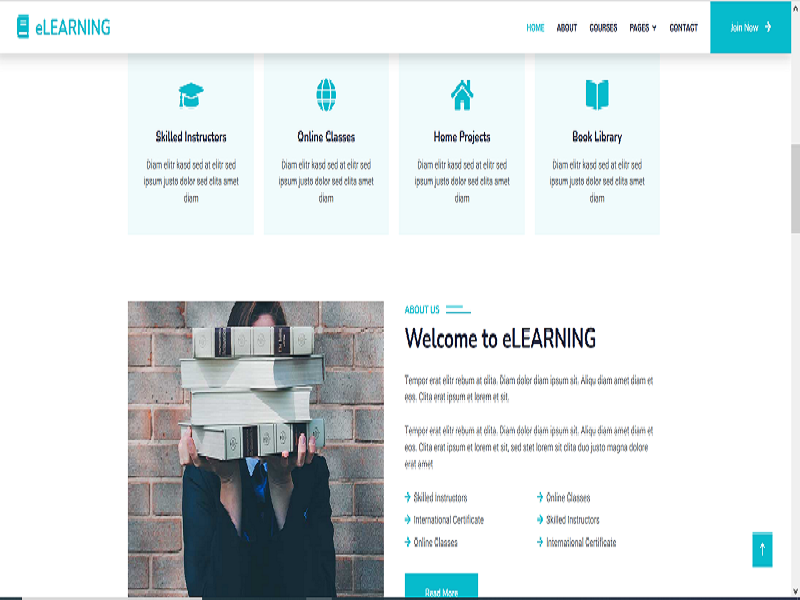 eLEARNING
HOME ABOUT COURSES PAGES CONTACT Join Now
Skilled Instructors
Diam elitr kasd sed at elitr sed
ipsum justo dolor sed clita amet
diam
Online Classes
Diam elitr kasd sed at elitr sed
ipsum justo dolor sed clita amet
diam
Home Projects
Diam elitr kasd sed at elitr sed
ipsum justo dolor sed clita amet
diam
Book Library
Diam elitr kasd sed at elitr sed
ipsum justo dolor sed clita amet
diam
ABOUT US
Welcome to eLEARNING
Tempor erat elitr rebum at clita. Diam dolor diam ipsum sit. Aliqu diam amet diam et
eos. Clita erat ipsum et lorem et sit.
Tempor erat elitr rebum at clita. Diam dolor diam ipsum sit. Aliqu diam amet diam et
eos. Clita erat ipsum et lorem et sit, sed stet lorem sit clita duo justo magna dolore
erat amet
Skilled Instructors
Online Classes
International Certificate
Skilled Instructors
Online Classes
International Certificate
Read More